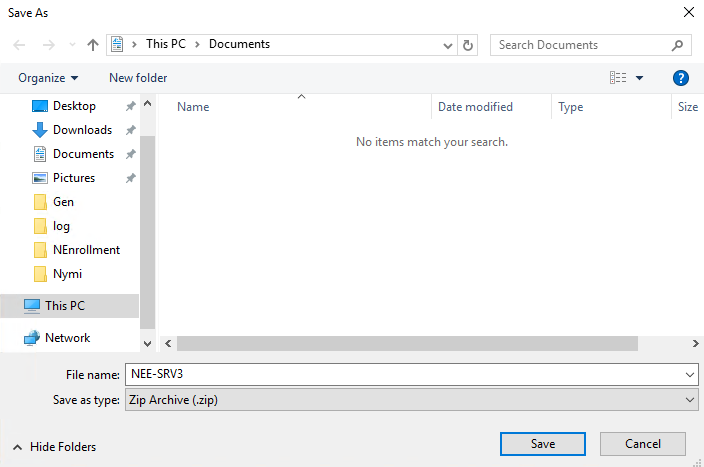 Save As
This PC > Documents
Search Documents
Organize New folder
?
Name Date modified Type Size
No items match your search.
Desktop
Downloads
Documents
Pictures
Gen
log
NEnrollment
Nymi
This PC
Network
File name: NEE-SRV3
Save as type: Zip Archive (.zip)
Hide Folders Save Cancel